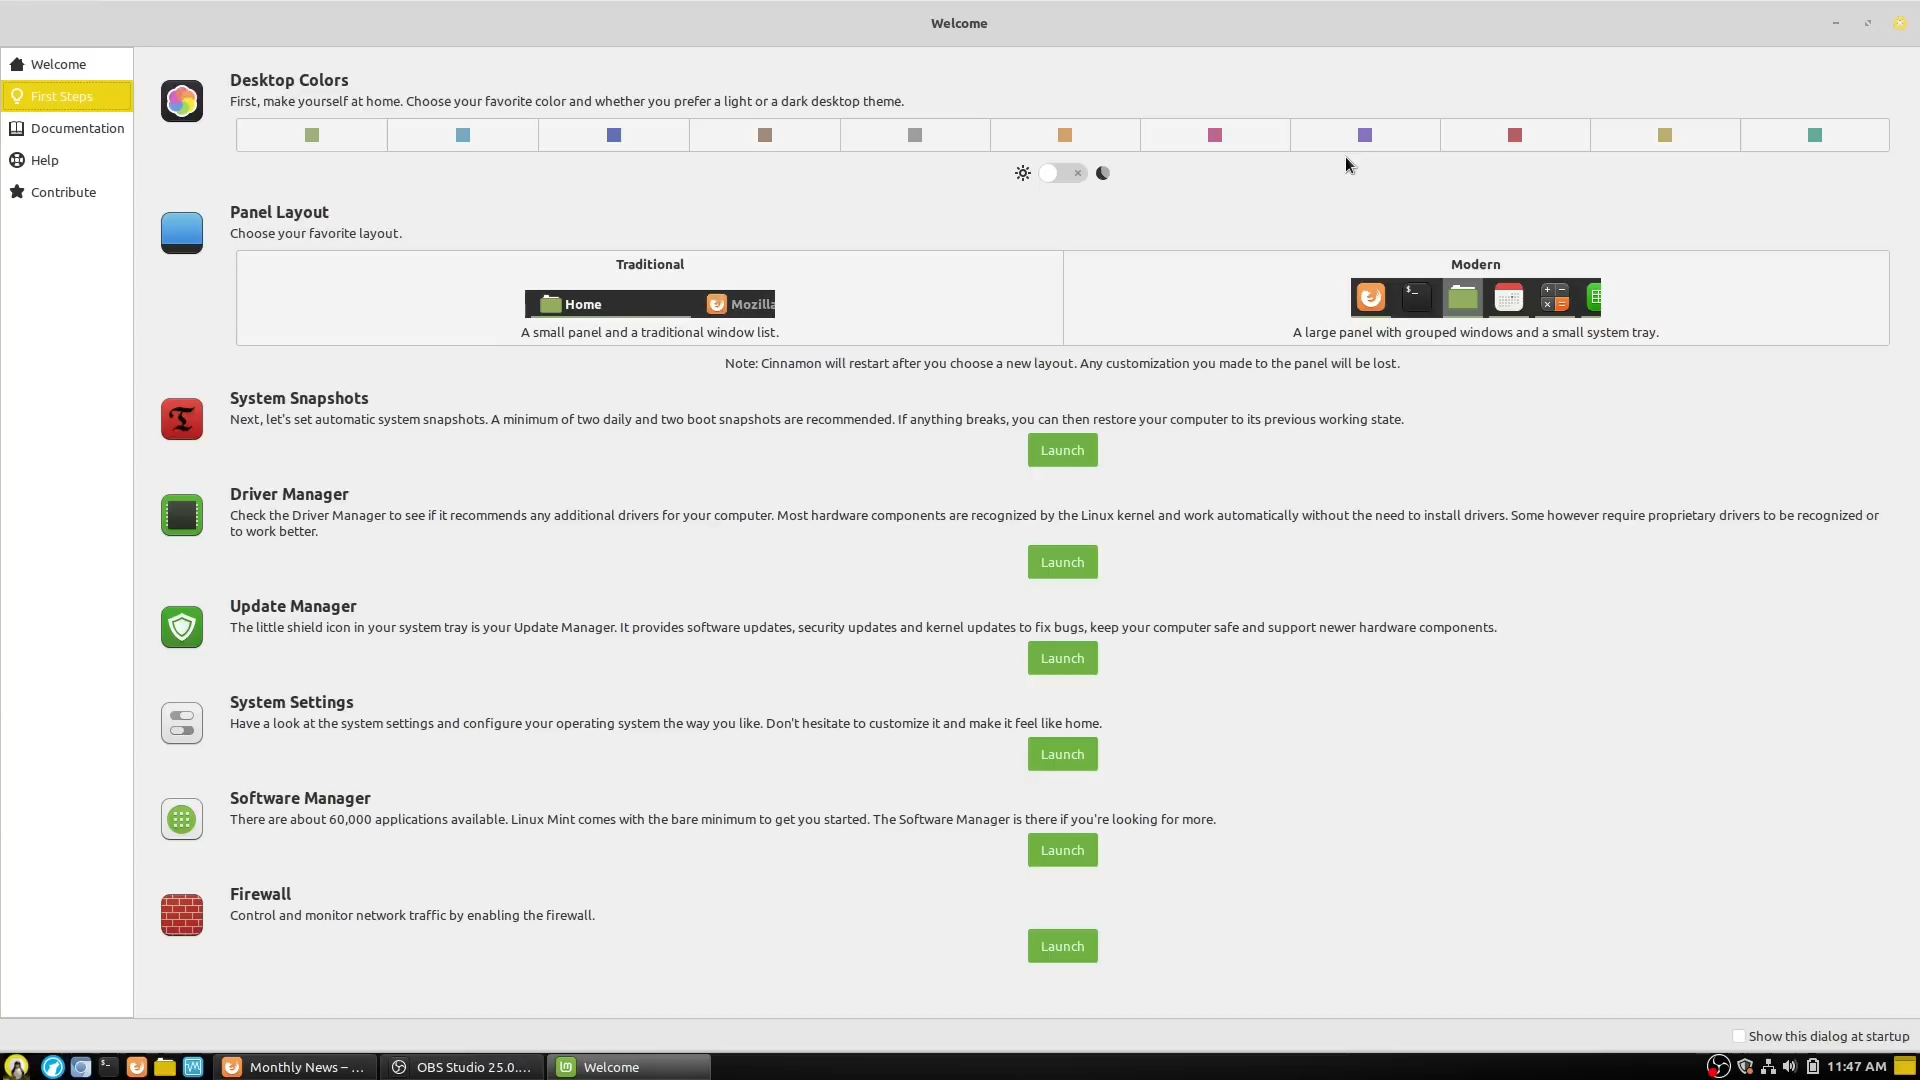 Welcome
Welcome
First Steps
Documentation
Help
Contribute
Desktop Colors
First, make yourself at home. Choose your favorite color and whether you prefer a light or a dark desktop theme.
Panel Layout
Choose your favorite layout.
Traditional
Home
Mozilla
A small panel and a traditional window list.
Modern
$_
A large panel with grouped windows and a small system tray.
Note: Cinnamon will restart after you choose a new layout. Any customization you made to the panel will be lost.
System Snapshots
Next, let's set automatic system snapshots. A minimum of two daily and two boot snapshots are recommended. If anything breaks, you can then restore your computer to its previous working state.
Launch
Driver Manager
Check the Driver Manager to see if it recommends any additional drivers for your computer. Most hardware components are recognized by the Linux kernel and work automatically without the need to install drivers. Some however require proprietary drivers to be recognized or
to work better.
Launch
Update Manager
The little shield icon in your system tray is your Update Manager. It provides software updates, security updates and kernel updates to fix bugs, keep your computer safe and support newer hardware components.
Launch
System Settings
Have a look at the system settings and configure your operating system the way you like. Don't hesitate to customize it and make it feel like home.
Launch
Software Manager
There are about 60,000 applications available. Linux Mint comes with the bare minimum to get you started. The Software Manager is there if you're looking for more.
Launch
Firewall
Control and monitor network traffic by enabling the firewall.
Launch
Show this dialog at startup
Monthly News – ...
OBS Studio 25.0....
Welcome
11:47 AM